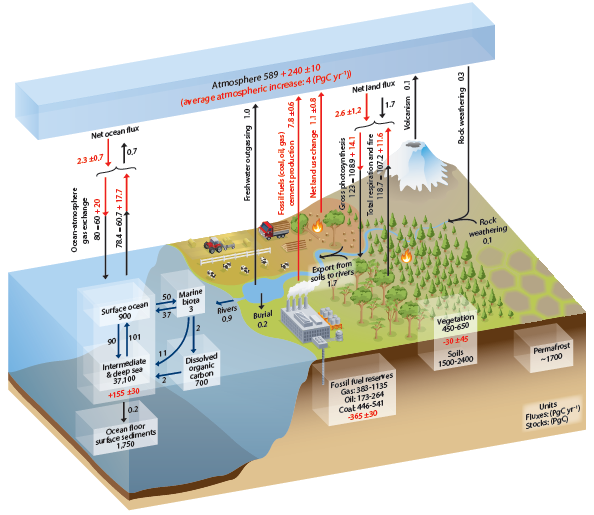 Atmosphere 589 + 240 ±10
(average atmospheric increase: 4 (PgC yr⁻¹))
Net ocean flux
2.3 ±0,7
0,7
Ocean-atmosphere
gas exchange
80 = 60 + 20
78.4 = 60.7 + 17.7
Freshwater outgassing 1.0
Fossil fuels (coal, oil, gas)
cement production 7.8 ±0.6
Net land use change 1.1 ±0.8
Net land flux
2.6 ±1,2
1.7
Gross photosynthesis
123 = 108.9 + 14.1
Total respiration and fire
118.7 = 107.2 + 11.6
Volcanism 0.1
Rock weathering 0.3
Rock
weathering
0,1
Export from
soils to rivers
1.7
Rivers
0,9
Burial
0.2
Surface ocean
900
50
37
Marine
biota
3
90
101
2
11
2
Intermediate
& deep sea
37,100
+155 ±30
Dissolved
organic
carbon
700
0.2
Ocean floor
surface sediments
1,750
Fossil fuel reserves
Gas: 383-1135
Oil: 173-264
Coal: 446-541
-365 ±30
Vegetation
450-650
-30 ±45
Soils
1500-2400
Permafrost
~1700
Units
Fluxes: (PgC yr⁻¹)
Stocks: (PgC)